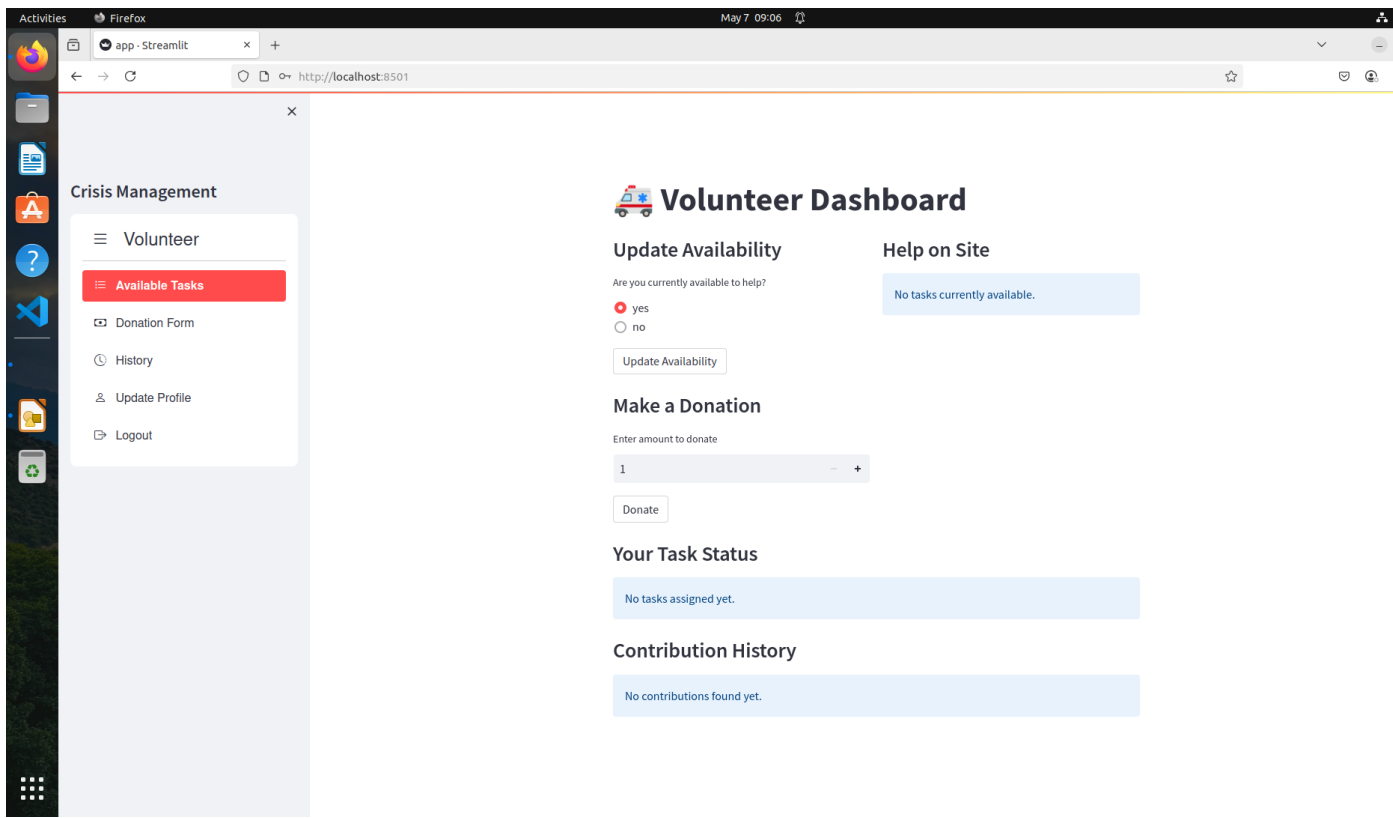 Activities Firefox May 7 09:06
app - Streamlit
http://localhost:8501
Crisis Management
Volunteer
Available Tasks
Donation Form
History
Update Profile
Logout
Volunteer Dashboard
Update Availability
Are you currently available to help?
yes
no
Update Availability
Help on Site
No tasks currently available.
Make a Donation
Enter amount to donate
1
Donate
Your Task Status
No tasks assigned yet.
Contribution History
No contributions found yet.